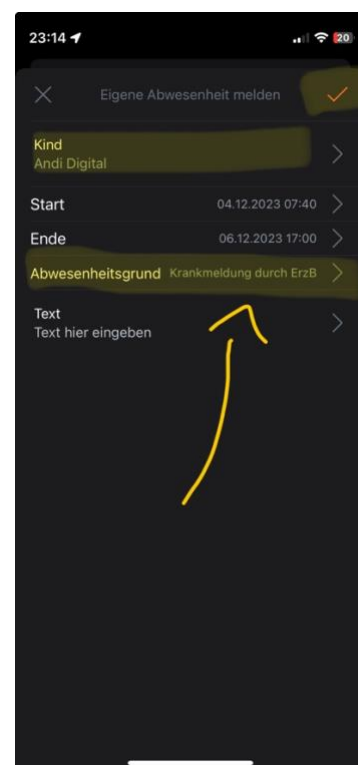 23:14
20
Eigene Abwesenheit melden
Kind
Andi Digital
Start 04.12.2023 07:40
Ende 06.12.2023 17:00
Abwesenheitsgrund Krankmeldung durch ErzB
Text
Text hier eingeben